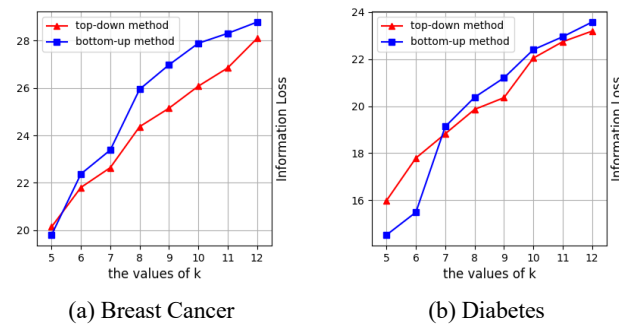 top-down method
bottom-up method
28
26
24
22
20
5 6 7 8 9 10 11 12
the values of k
Information Loss
(a) Breast Cancer
top-down method
bottom-up method
24
22
20
18
16
5 6 7 8 9 10 11 12
the values of k
Information Loss
(b) Diabetes